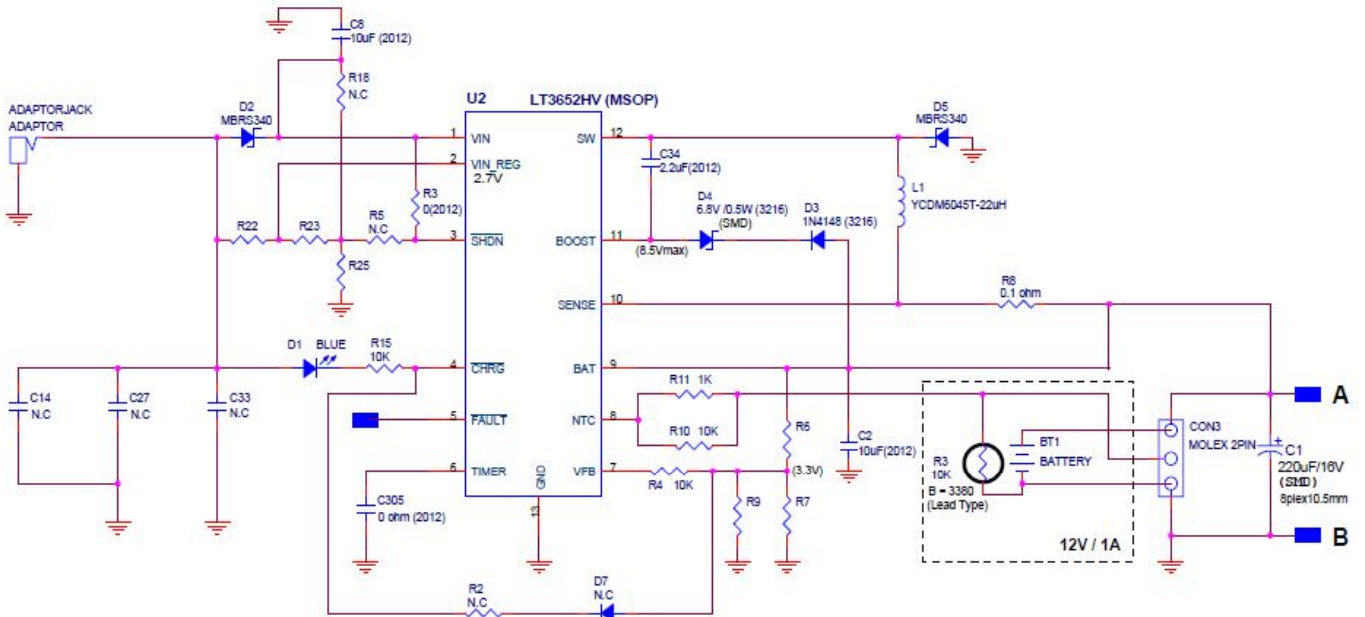 C8
10uF (2012)
R18
N.C
U2
LT3652HV (MSOP)
ADAPTORJACK
ADAPTOR
D2
MBRS340
D5
MBRS340
1
VIN
SW
12
2
VIN_REG
2.7V
C34
2.2uF(2012)
R3
0(2012)
L1
YCDM6045T-22uH
D4
6.8V /0.5W (3216)
(SMD)
D3
1N4148 (3216)
R22
R23
R5
N.C
3
SHDN
BOOST
11
(8.5Vmax)
R25
R8
0.1 ohm
SENSE
10
D1
BLUE
R15
10K
4
CHRG
BAT
9
C14
N.C
C27
N.C
C33
N.C
R11 1K
A
5
FAULT
NTC
8
R10 10K
R6
C2
10uF(2012)
R3
10K
B = 3380
(Lead Type)
BT1
BATTERY
CON3
MOLEX 2PIN
C1
220uF/16V
(SMD)
8piex10.5mm
6
TIMER
VFB
7
R4 10K
(3.3V)
C305
0 ohm (2012)
GND
13
R9
R7
12V / 1A
B
R2
N.C
D7
N.C